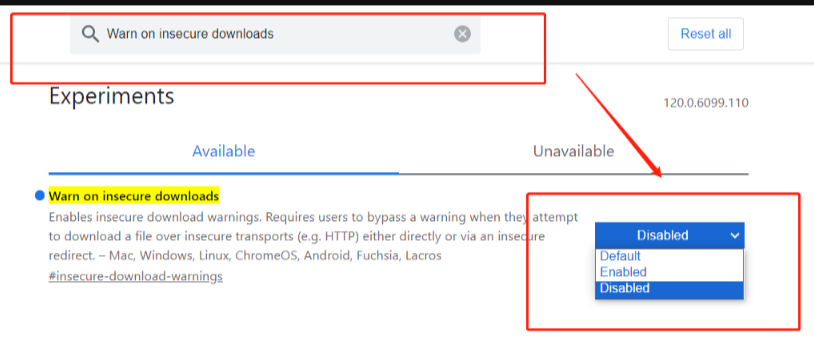 Warn on insecure downloads
Reset all
Experiments
120.0.6099.110
Available
Unavailable
Warn on insecure downloads
Enables insecure download warnings. Requires users to bypass a warning when they attempt
to download a file over insecure transports (e.g. HTTP) either directly or via an insecure
redirect. – Mac, Windows, Linux, ChromeOS, Android, Fuchsia, Lacros
#insecure-download-warnings
Disabled
Default
Enabled
Disabled